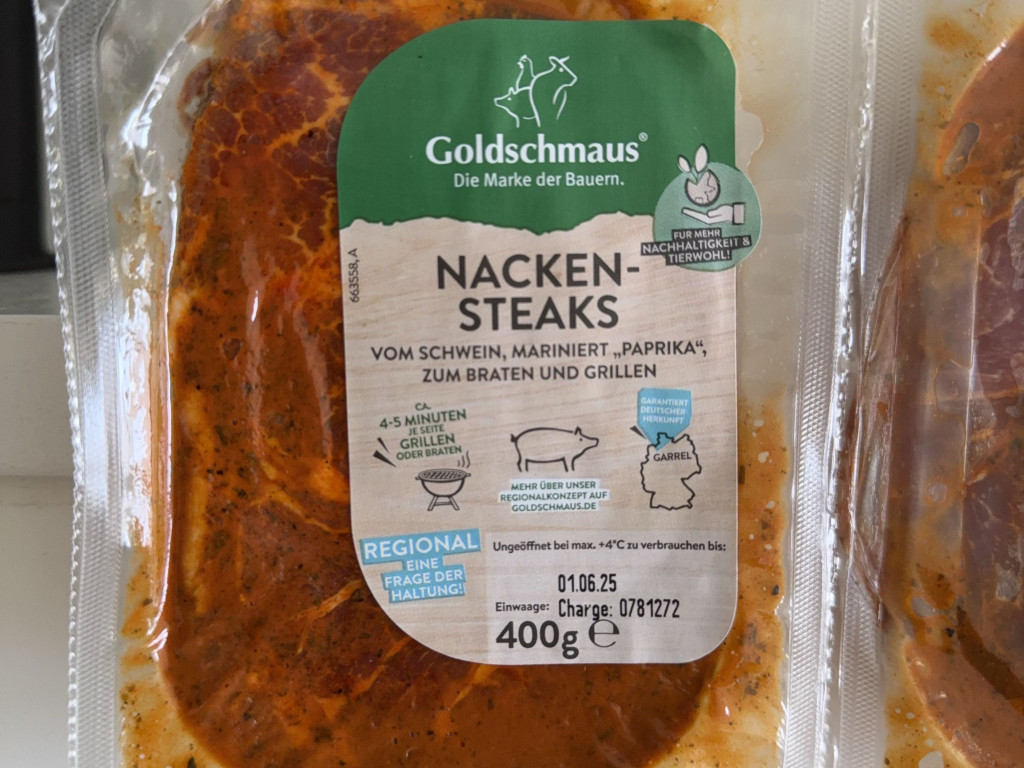 Goldschmaus®
Die Marke der Bauern.
FÜR MEHR
NACHHALTIGKEIT &
TIERWOHL!
663558, A
NACKEN-
STEAKS
VOM SCHWEIN, MARINIERT „PAPRIKA“,
ZUM BRATEN UND GRILLEN
CA.
4-5 MINUTEN
JE SEITE
GRILLEN
ODER BRATEN
MEHR ÜBER UNSER
REGIONALKONZEPT AUF
GOLDSCHMAUS.DE
GARANTIERT
DEUTSCHER
HERKUNFT
GARREL
REGIONAL
EINE
FRAGE DER
HALTUNG!
Ungeöffnet bei max. +4°C zu verbrauchen bis:
01.06.25
Einwaage: Charge: 0781272
400g ℮